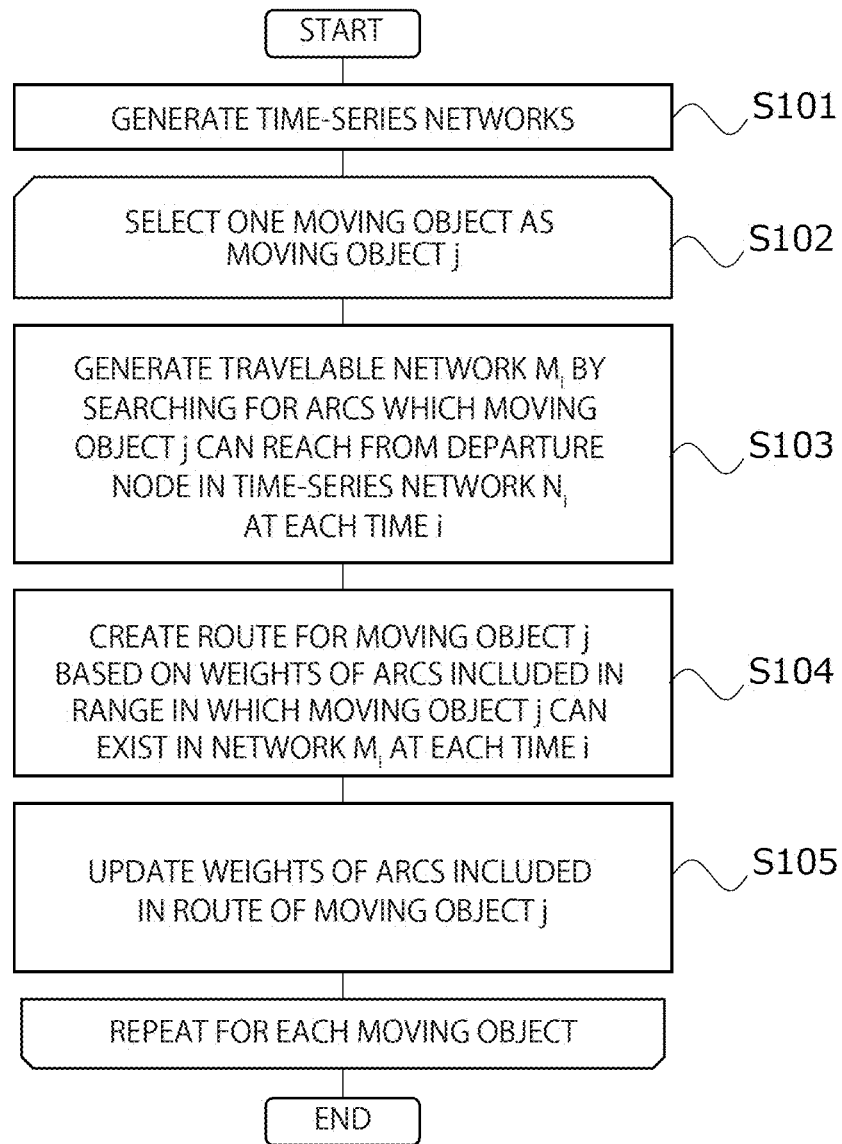 START
GENERATE TIME-SERIES NETWORKS
S101
SELECT ONE MOVING OBJECT AS
MOVING OBJECT j
S102
GENERATE TRAVELABLE NETWORK Mi BY
SEARCHING FOR ARCS WHICH MOVING
OBJECT j CAN REACH FROM DEPARTURE
NODE IN TIME-SERIES NETWORK Ni
AT EACH TIME i
S103
CREATE ROUTE FOR MOVING OBJECT j
BASED ON WEIGHTS OF ARCS INCLUDED IN
RANGE IN WHICH MOVING OBJECT j CAN
EXIST IN NETWORK Mi AT EACH TIME i
S104
UPDATE WEIGHTS OF ARCS INCLUDED
IN ROUTE OF MOVING OBJECT j
S105
REPEAT FOR EACH MOVING OBJECT
END